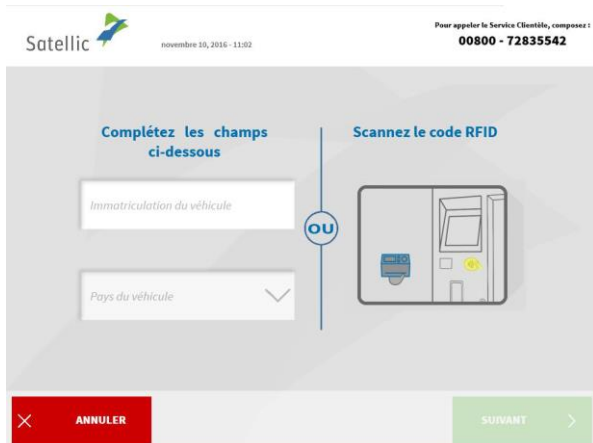 Satellic
novembre 10, 2016 - 11:02
Pour appeler le Service Clientèle, composez :
00800 - 72835542
Complétez les champs
ci-dessous
Immatriculation du véhicule
Pays du véhicule
OU
Scannez le code RFID
ANNULER
SUIVANT